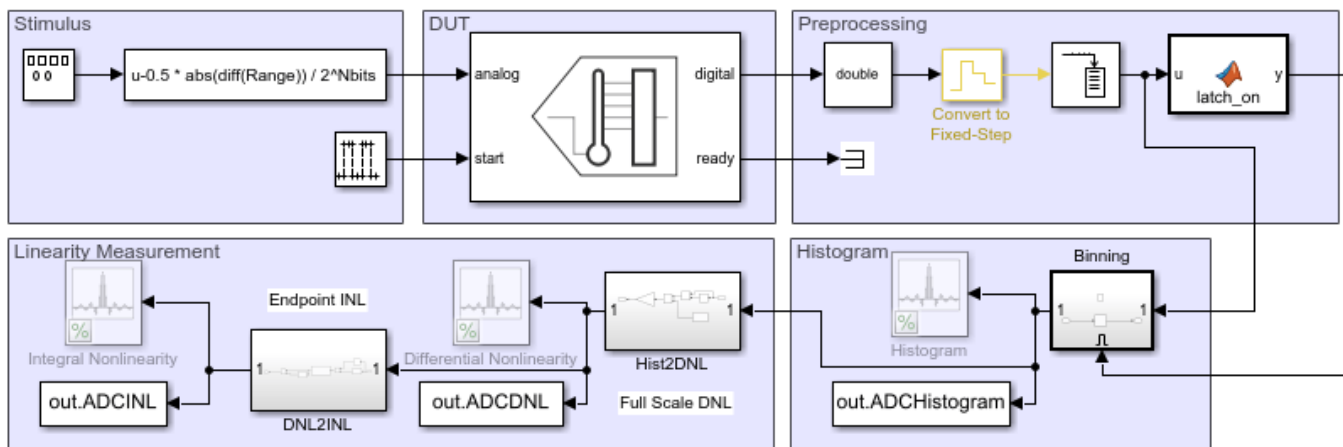 Stimulus
0 0
u-0.5 * abs(diff(Range)) / 2^Nbits
DUT
analog
digital
start
ready
Preprocessing
double
Convert to
Fixed-Step
u
y
latch_on
Linearity Measurement
%
Integral Nonlinearity
out.ADCINL
Endpoint INL
1
1
DNL2INL
%
Differential Nonlinearity
out.ADCDNL
1
1
Hist2DNL
Full Scale DNL
Histogram
%
Histogram
out.ADCHistogram
Binning
1
1